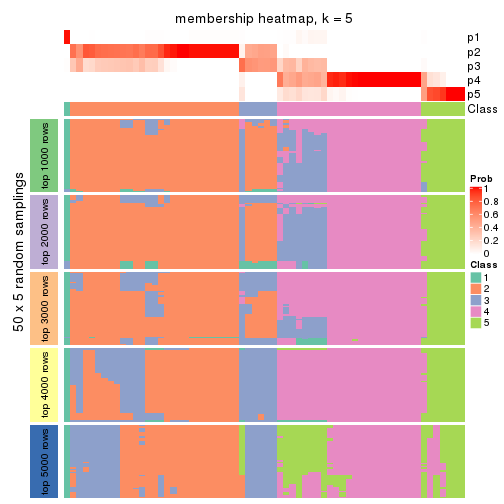 membership heatmap, k = 5
p1
p2
p3
p4
p5
Class
50 x 5 random samplings
top 1000 rows
top 2000 rows
top 3000 rows
top 4000 rows
top 5000 rows
Prob
1
0.8
0.6
0.4
0.2
0
Class
1
2
3
4
5